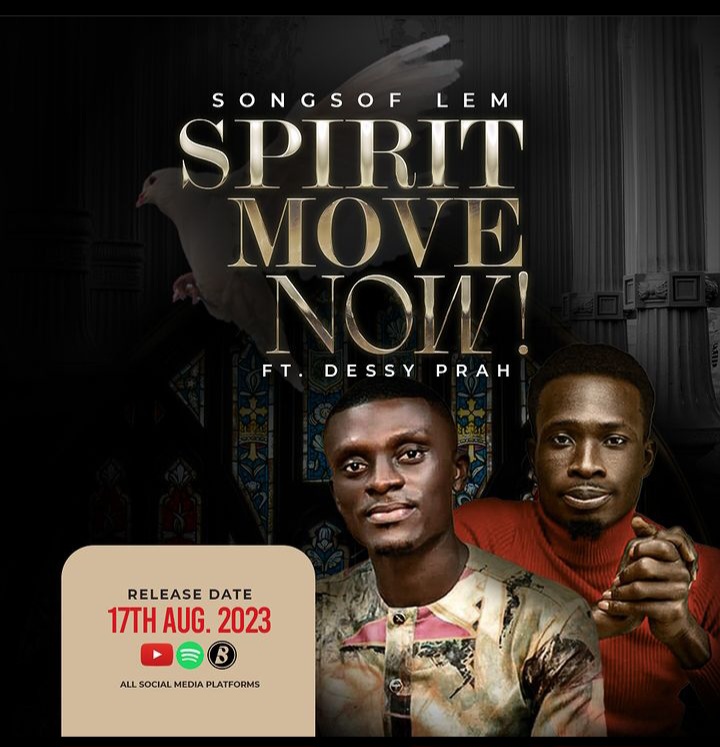 SONGSOF LEM
SPIRIT
MOVE
NOW!
FT. DESSY PRAH
RELEASE DATE
17TH AUG. 2023
B
ALL SOCIAL MEDIA PLATFORMS